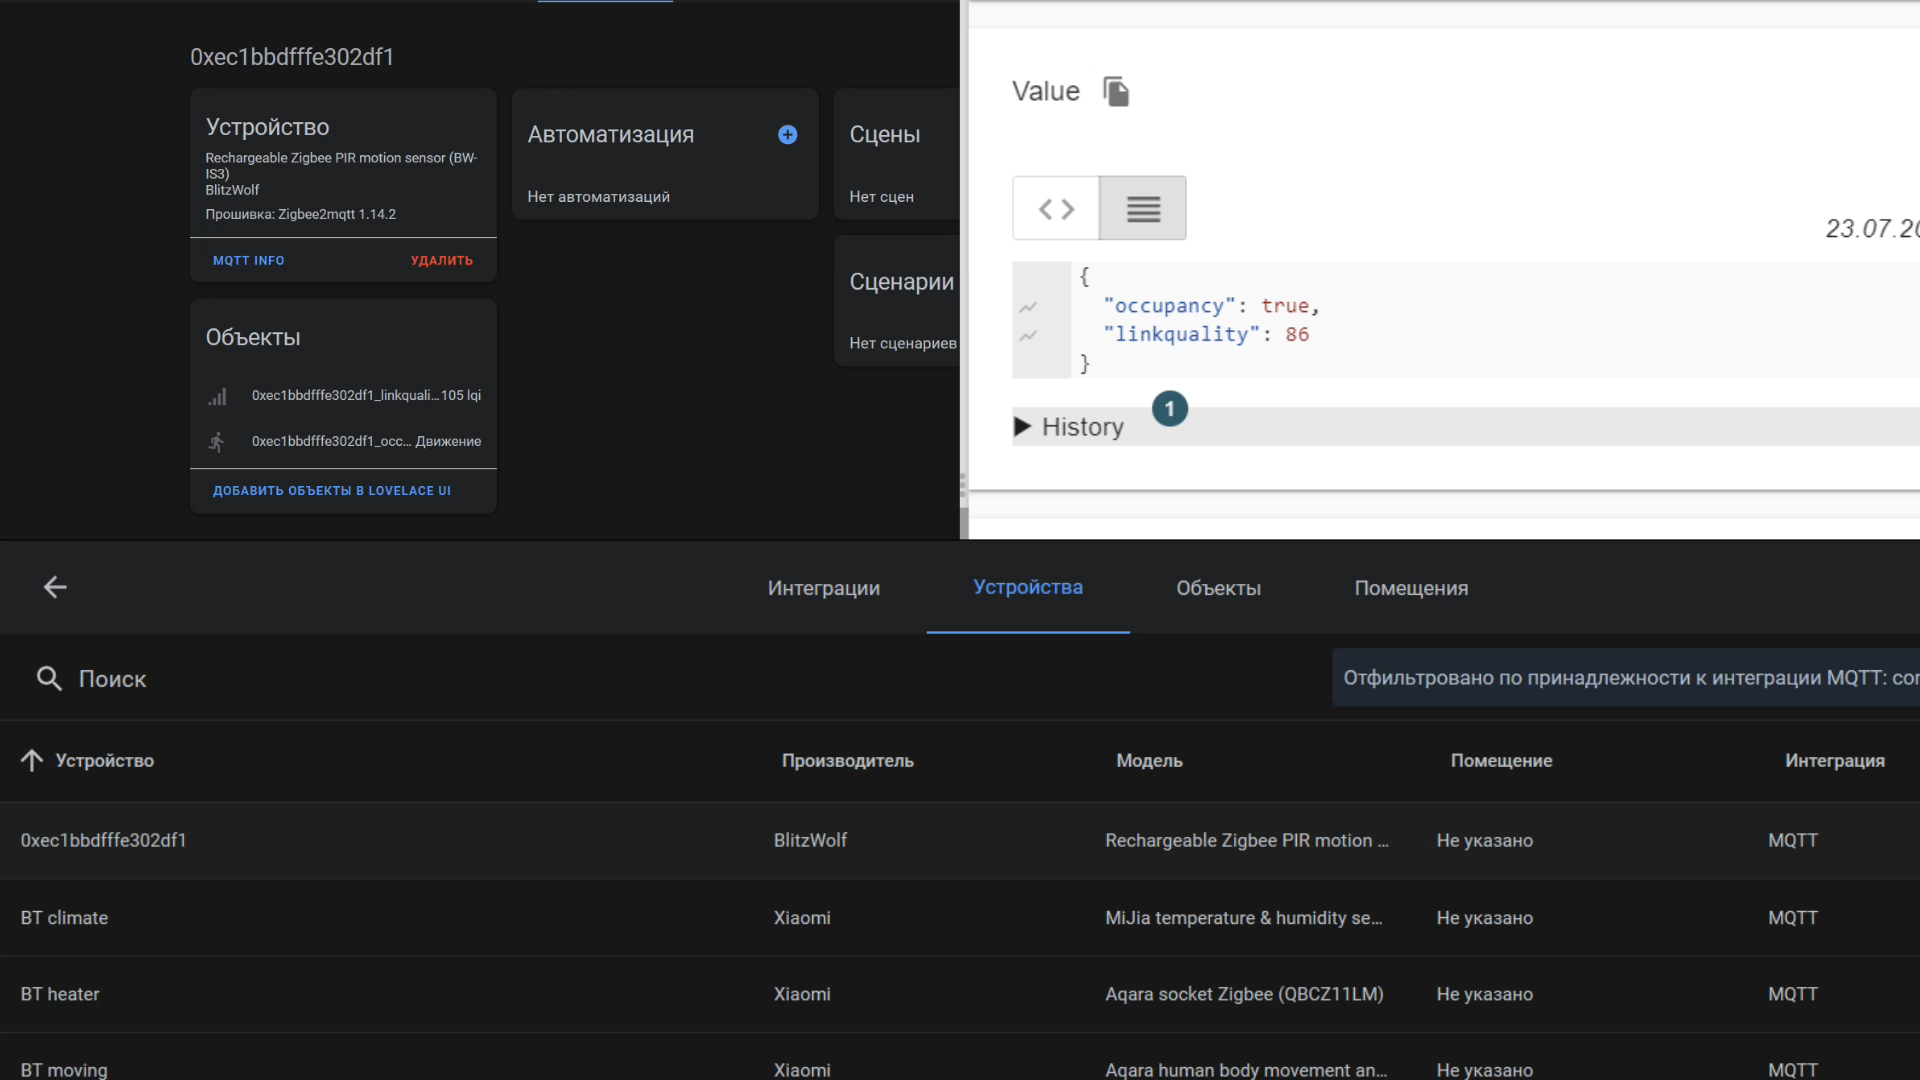 0xec1bbdfffe302df1
Устройство
Rechargeable Zigbee PIR motion sensor (BW-
IS3)
BlitzWolf
Прошивка: Zigbee2mqtt 1.14.2
MQTT INFO
УДАЛИТЬ
Объекты
0xec1bbdfffe302df1_linkquali... 105 lqi
0xec1bbdfffe302df1_occ... Движение
ДОБАВИТЬ ОБЪЕКТЫ В LOVELACE UI
Автоматизация
Нет автоматизаций
Сцены
Нет сцен
Сценарии
Нет сценариев
Value
23.07.20
{
"occupancy": true,
"linkquality": 86
}
1
History
Интеграции Устройства Объекты Помещения
Поиск
Отфильтровано по принадлежности к интеграции MQTT:
Устройство Производитель Модель Помещение Интеграция
0xec1bbdfffe302df1 BlitzWolf Rechargeable Zigbee PIR motion ... Не указано MQTT
BT climate Xiaomi MiJia temperature & humidity se... Не указано MQTT
BT heater Xiaomi Aqara socket Zigbee (QBCZ11LM) Не указано MQTT
BT moving Xiaomi Aqara human body movement an... Не указано MQTT